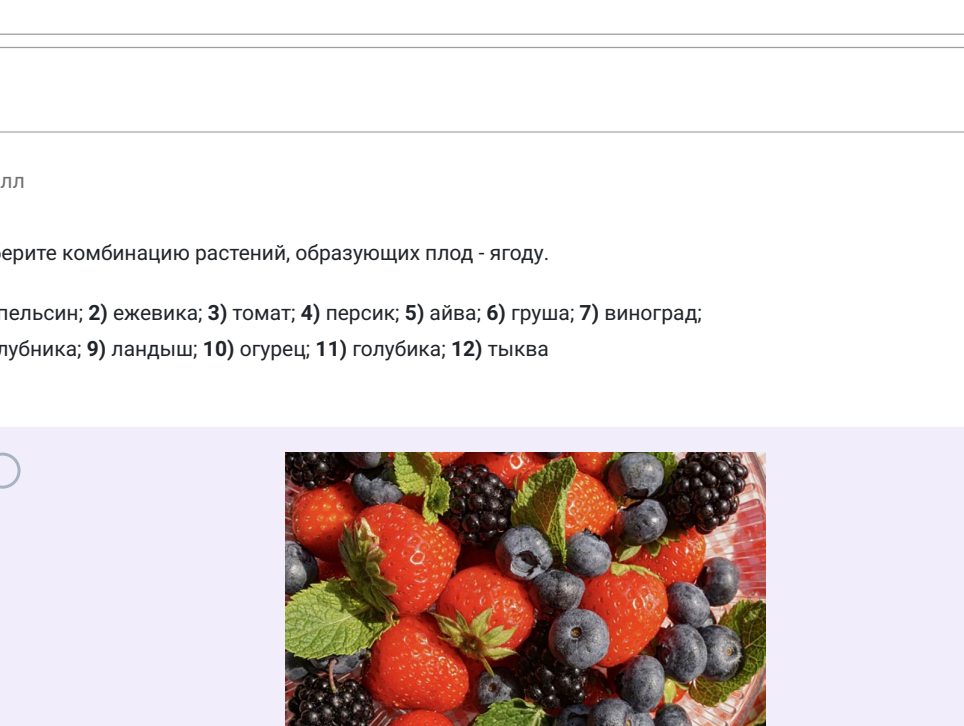 лл
ерите комбинацию растений, образующих плод - ягоду.
пельсин; 2) ежевика; 3) томат; 4) персик; 5) айва; 6) груша; 7) виноград;
лубника; 9) ландыш; 10) огурец; 11) голубика; 12) тыква